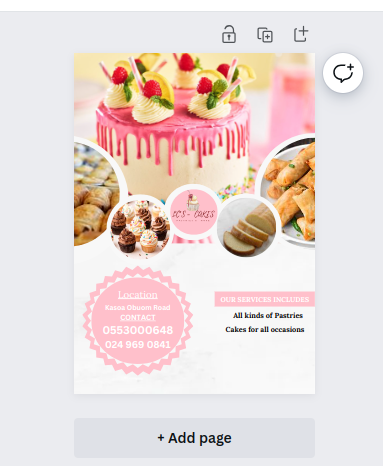 JC'S - CAKES
Location
Kasoa Obuom Road
CONTACT
0553000648
024 969 0841
OUR SERVICES INCLUDES
All kinds of Pastries
Cakes for all occasions
+ Add page